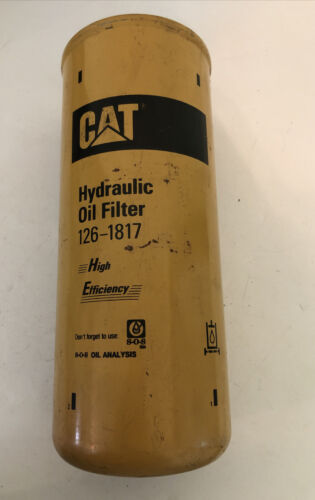 CAT
Hydraulic
Oil Filter
126-1817
High
Efficiency
Don't forget to use
S•O•S
S•O•S OIL ANALYSIS